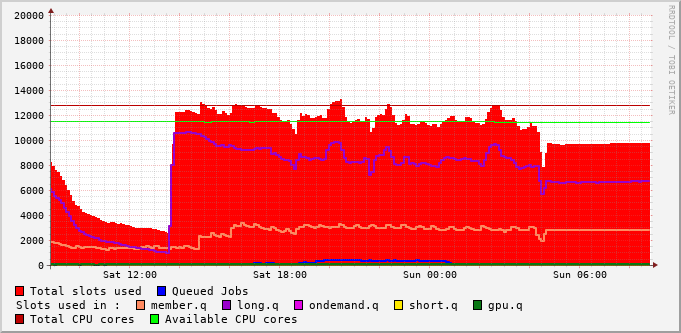 20000
18000
16000
14000
12000
10000
8000
6000
4000
2000
0
Sat 12:00 Sat 18:00 Sun 00:00 Sun 06:00
Total slots used Queued Jobs
Slots used in : member.q long.q ondemand.q short.q gpu.q
Total CPU cores Available CPU cores
RRDTOOL / TOBI OETIKER